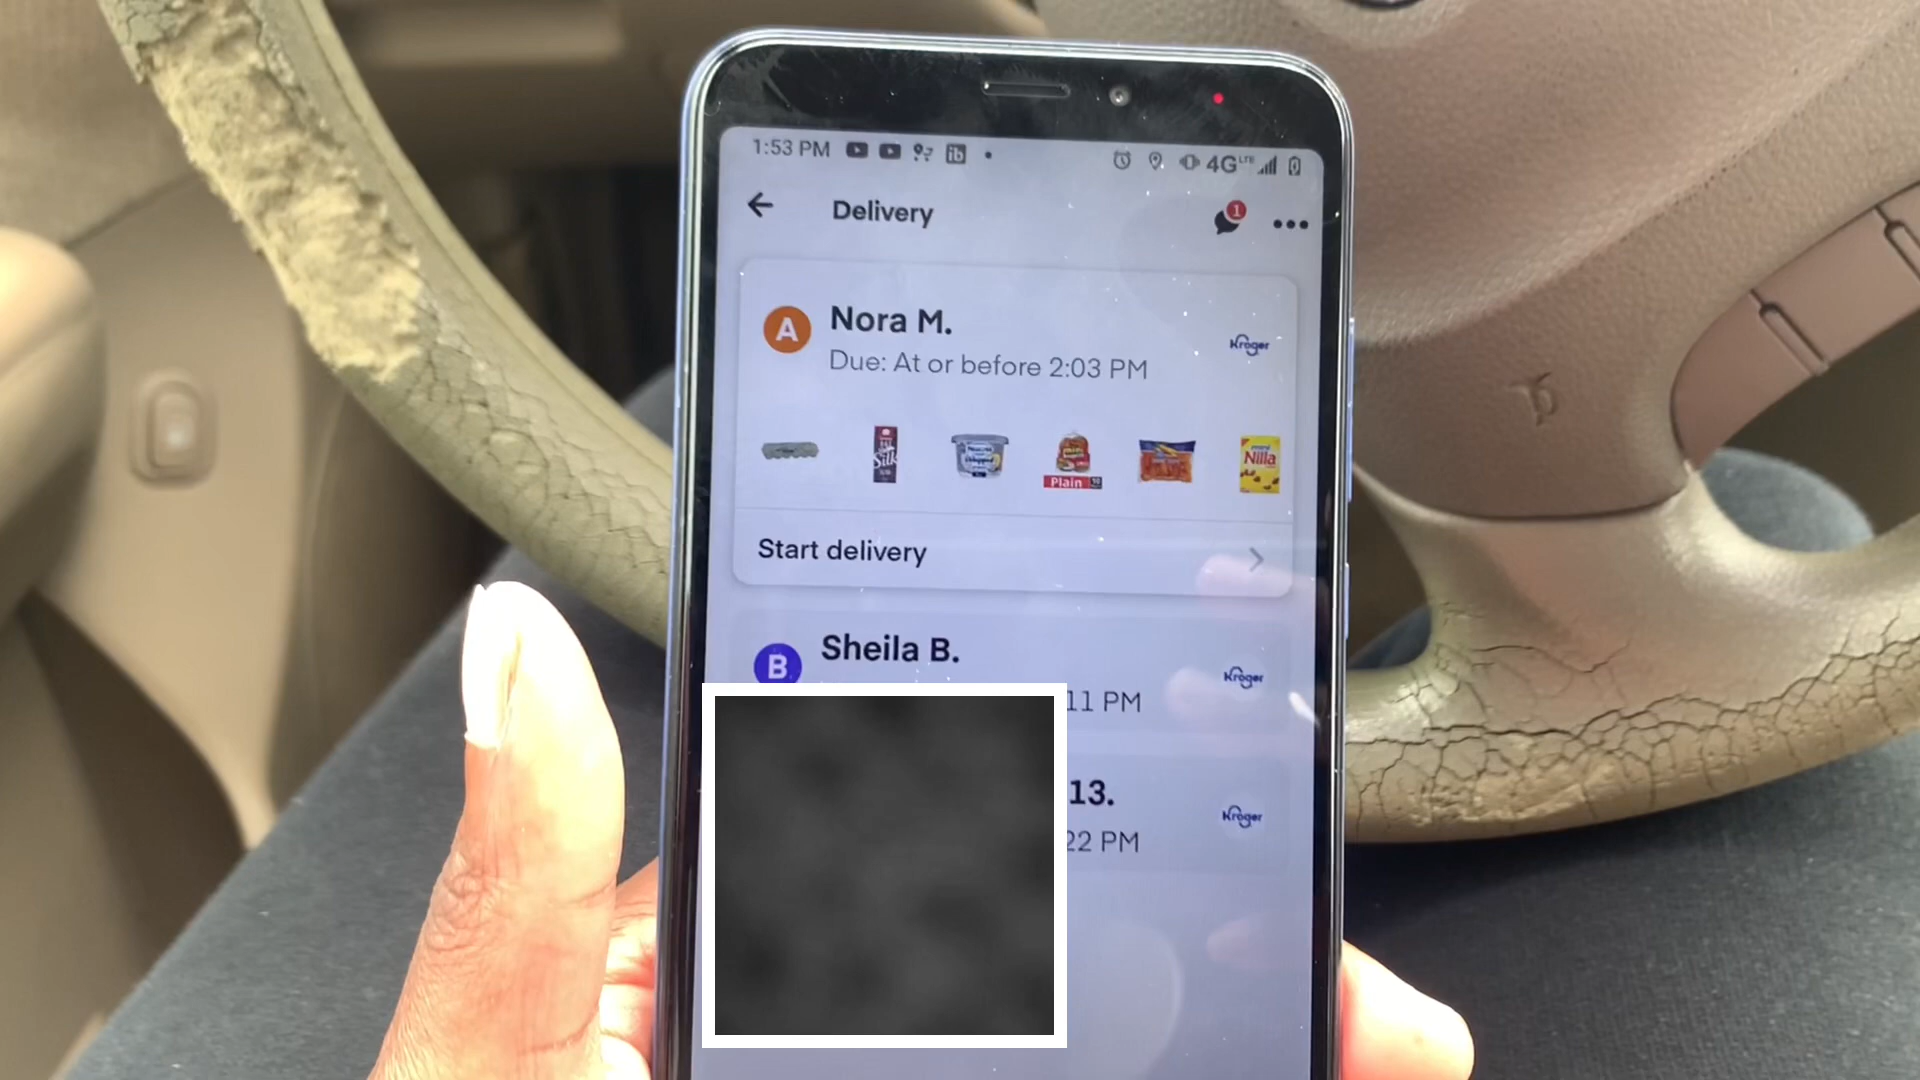 1:53 PM
4G LTE
Delivery
1
A
Nora M.
Due: At or before 2:03 PM
Kroger
Silk
Plain
Nilla
Start delivery
B
Sheila B.
Kroger
11 PM
13.
Kroger
22 PM